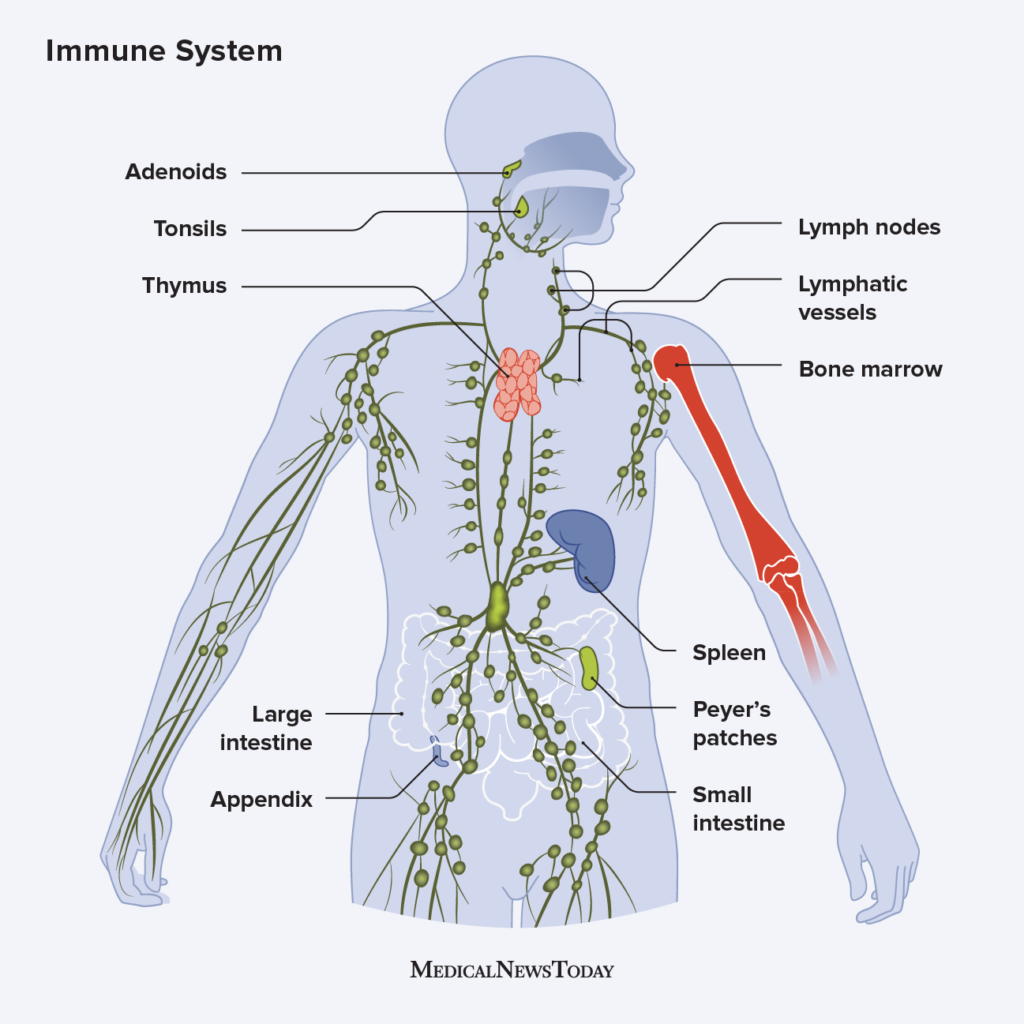 Immune System
Adenoids
Tonsils
Thymus
Lymph nodes
Lymphatic
vessels
Bone marrow
Spleen
Peyer’s
patches
Small
intestine
Large
intestine
Appendix
MEDICALNEWSTODAY